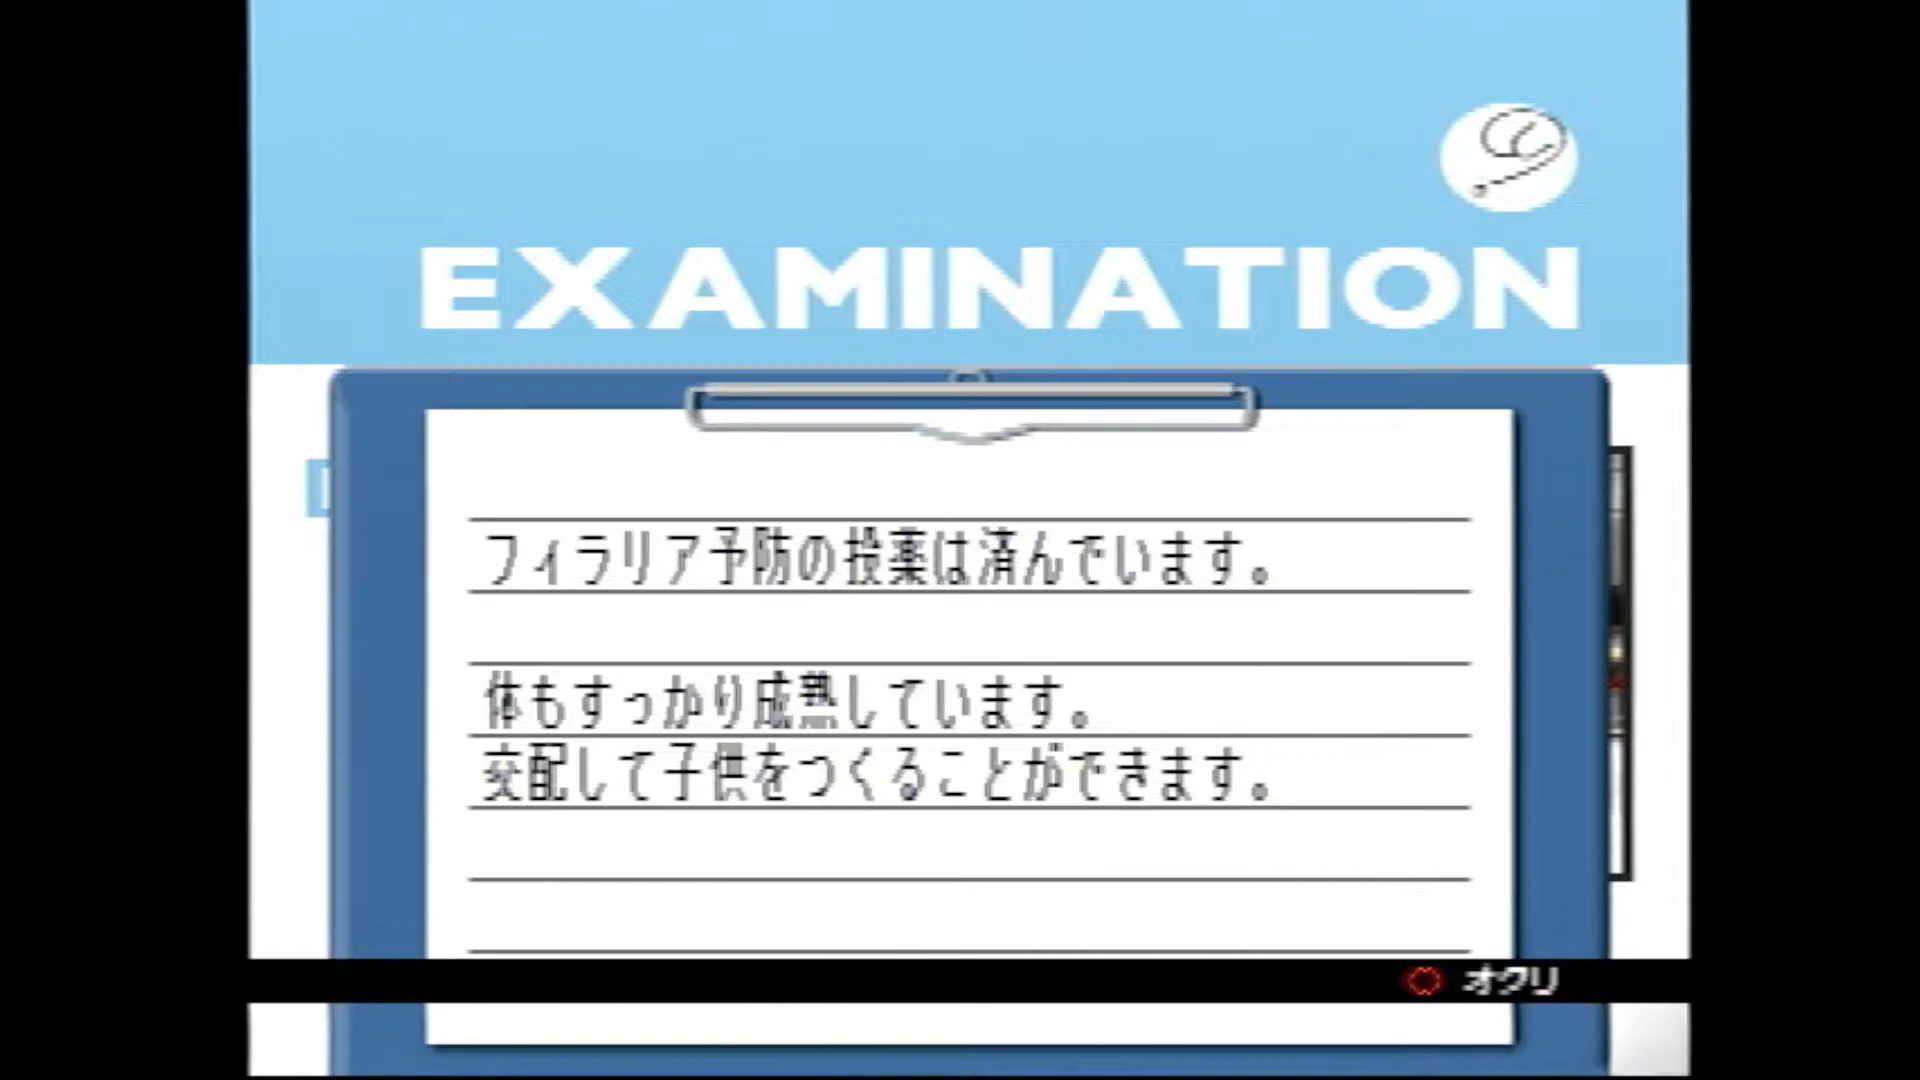 EXAMINATION
フィラリア予防の投薬は済んでいます。
体もすっかり成熟しています。
交配して子供をつくることができます。
オクリ